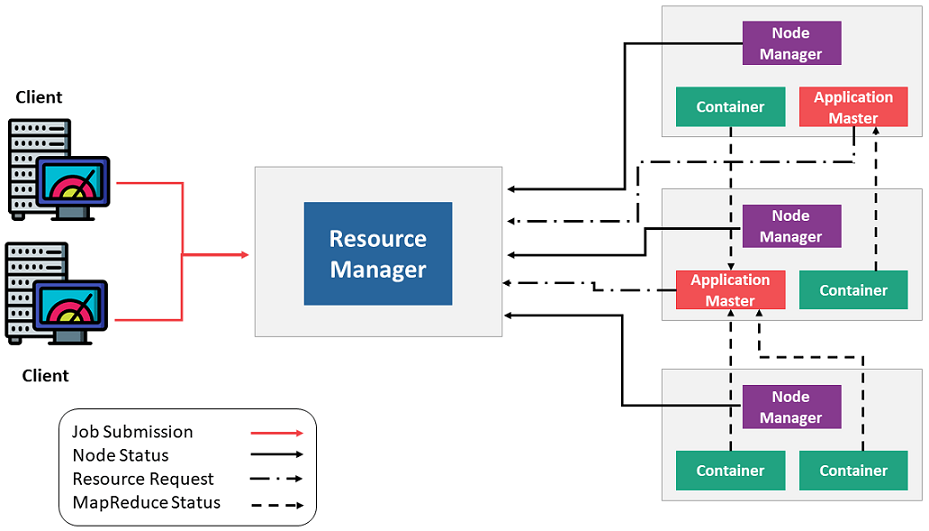 Client
Client
Resource
Manager
Node
Manager
Container
Application
Master
Node
Manager
Application
Master
Container
Node
Manager
Container
Container
Job Submission
Node Status
Resource Request
MapReduce Status